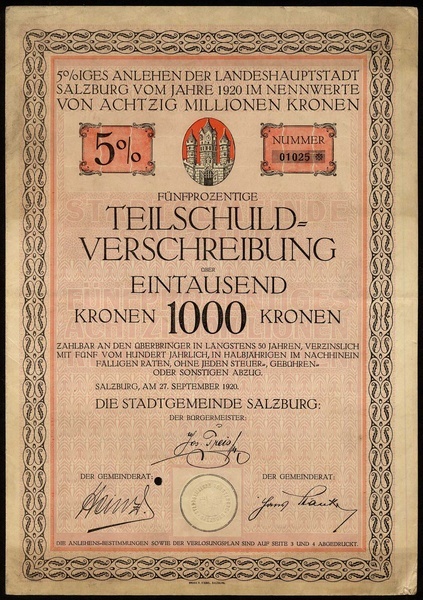 5%IGES ANLEHEN DER LANDESHAUPTSTADT
SALZBURG VOM JAHRE 1920 IM NENNWERTE
VON ACHTZIG MILLIONEN KRONEN
5%
NUMMER
01025
FÜNFPROZENTIGE
TEILSCHULD=
VERSCHREIBUNG
ÜBER
EINTAUSEND
KRONEN 1000 KRONEN
ZAHLBAR AN DEN ÜBERBRINGER IN LÄNGSTENS 50 JAHREN, VERZINSLICH
MIT FÜNF VOM HUNDERT JÄHRLICH, IN HALBJÄHRIGEN IM NACHHINEIN
FÄLLIGEN RATEN, OHNE JEDEN STEUER-, GEBÜHREN-
ODER SONSTIGEN ABZUG.
SALZBURG, AM 27. SEPTEMBER 1920.
DIE STADTGEMEINDE SALZBURG:
DER BÜRGERMEISTER:
Jos Preis
DER GEMEINDERAT: DER GEMEINDERAT:
DIE ANLEHENS-BESTIMMUNGEN SOWIE DER VERLOSUNGSPLAN SIND AUF SEITE 3 UND 4 ABGEDRUCKT.